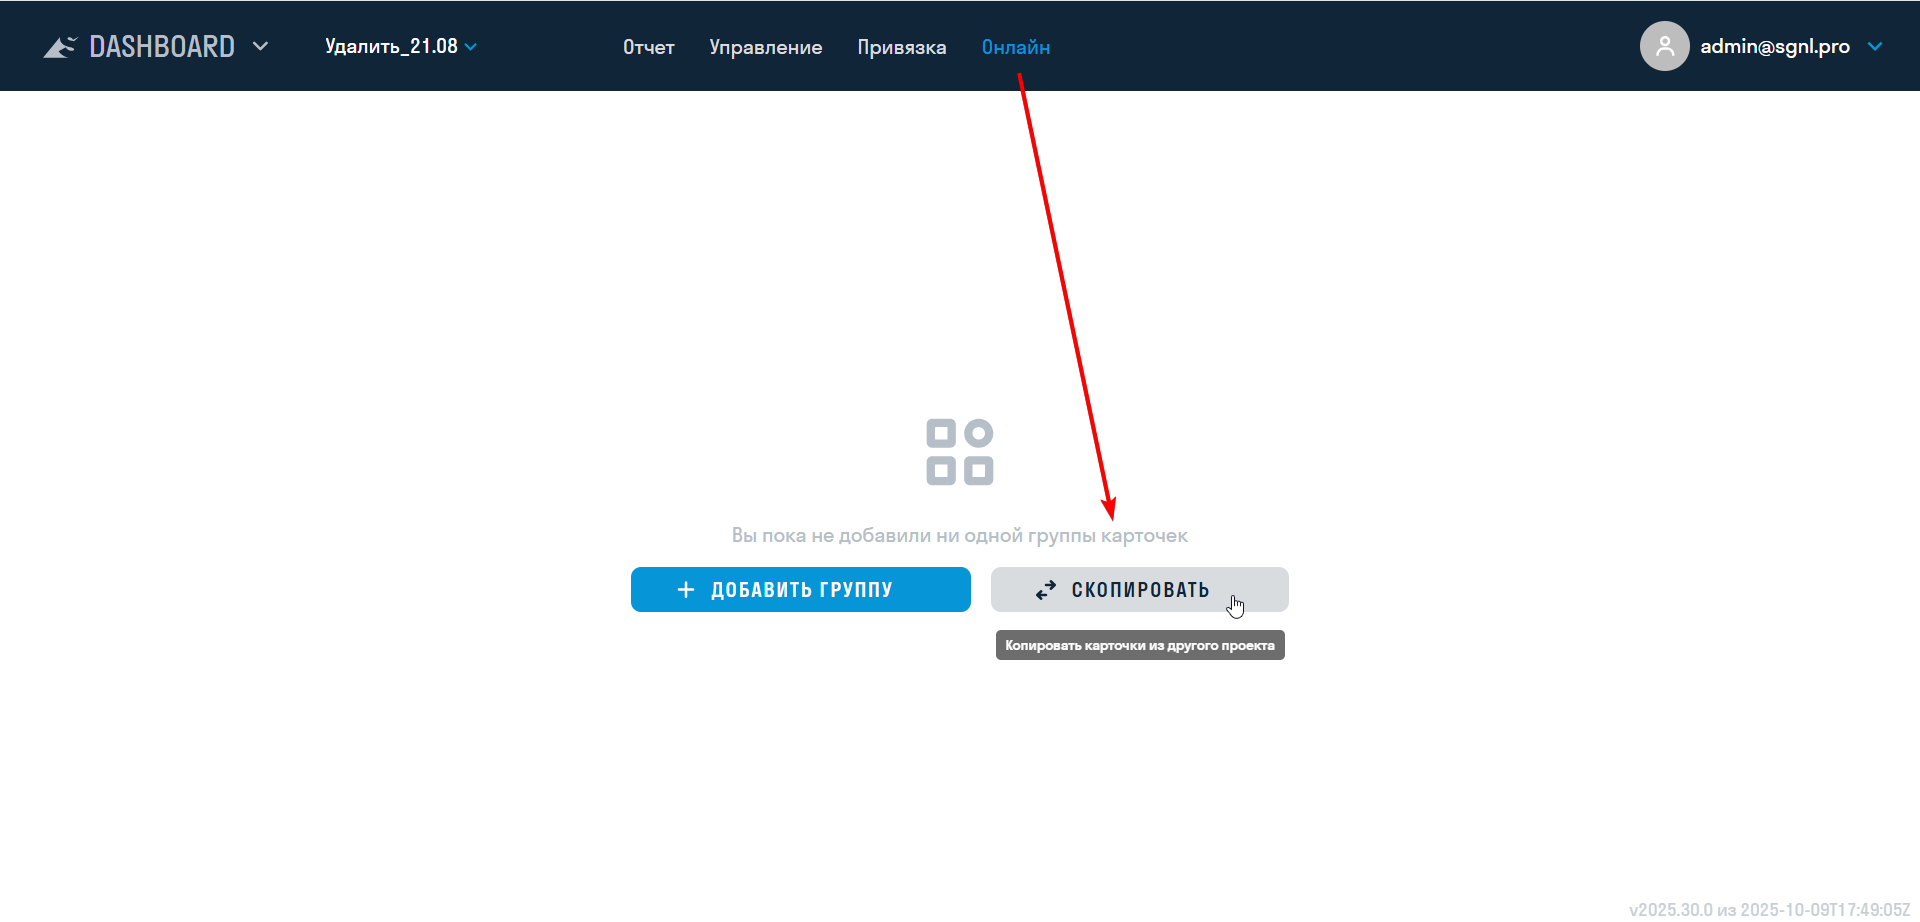 DASHBOARD Удалить_21.08 Отчет Управление Привязка Онлайн admin@sgnl.pro
Вы пока не добавили ни одной группы карточек
ДОБАВИТЬ ГРУППУ СКОПИРОВАТЬ
Копировать карточки из другого проекта
v2025.30.0 из 2025-10-09T17:49:05Z